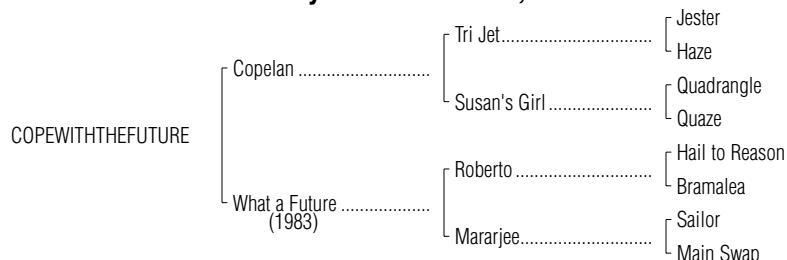 Jester
Tri Jet
Haze
Copelan
Quadrangle
Susan's Girl
Quaze
COPEWITHTHEFUTURE
Hail to Reason
Roberto
Bramalea
What a Future
(1983)
Sailor
Mararjee
Main Swap